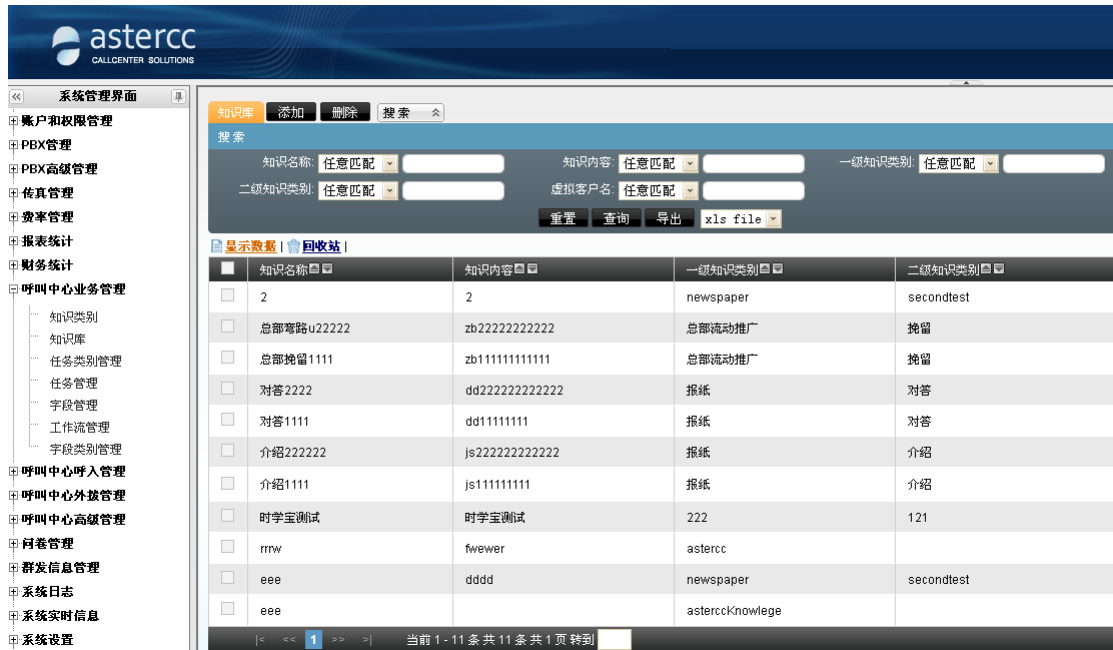 astercc
CALLCENTER SOLUTIONS
系统管理界面
账户和权限管理
PBX管理
PBX高级管理
传真管理
费率管理
报表统计
财务统计
呼叫中心业务管理
知识类别
知识库
任务类别管理
任务管理
字段管理
工作流管理
字段类别管理
呼叫中心呼入管理
呼叫中心外拨管理
呼叫中心高级管理
问卷管理
群发信息管理
系统日志
系统实时信息
系统设置
知识库 添加 删除 搜索
搜索
知识名称: 任意匹配 知识内容: 任意匹配 一级知识类别: 任意匹配
二级知识类别: 任意匹配 虚拟客户名: 任意匹配
重置 查询 导出 xls file
显示数据 | 回收站 |
知识名称 知识内容 一级知识类别 二级知识类别
2 2 newspaper secondtest
总部弯路u22222 zb22222222222 总部流动推广 挽留
总部挽留1111 zb111111111111 总部流动推广 挽留
对答2222 dd222222222222 报纸 对答
对答1111 dd11111111 报纸 对答
介绍222222 js222222222222 报纸 介绍
介绍1111 js111111111 报纸 介绍
时学宝测试 时学宝测试 222 121
rrrw fwewer astercc
eee dddd newspaper secondtest
eee asterccKnowlege
|< << 1 >> >| 当前 1 - 11 条 共 11 条 共 1 页 转到